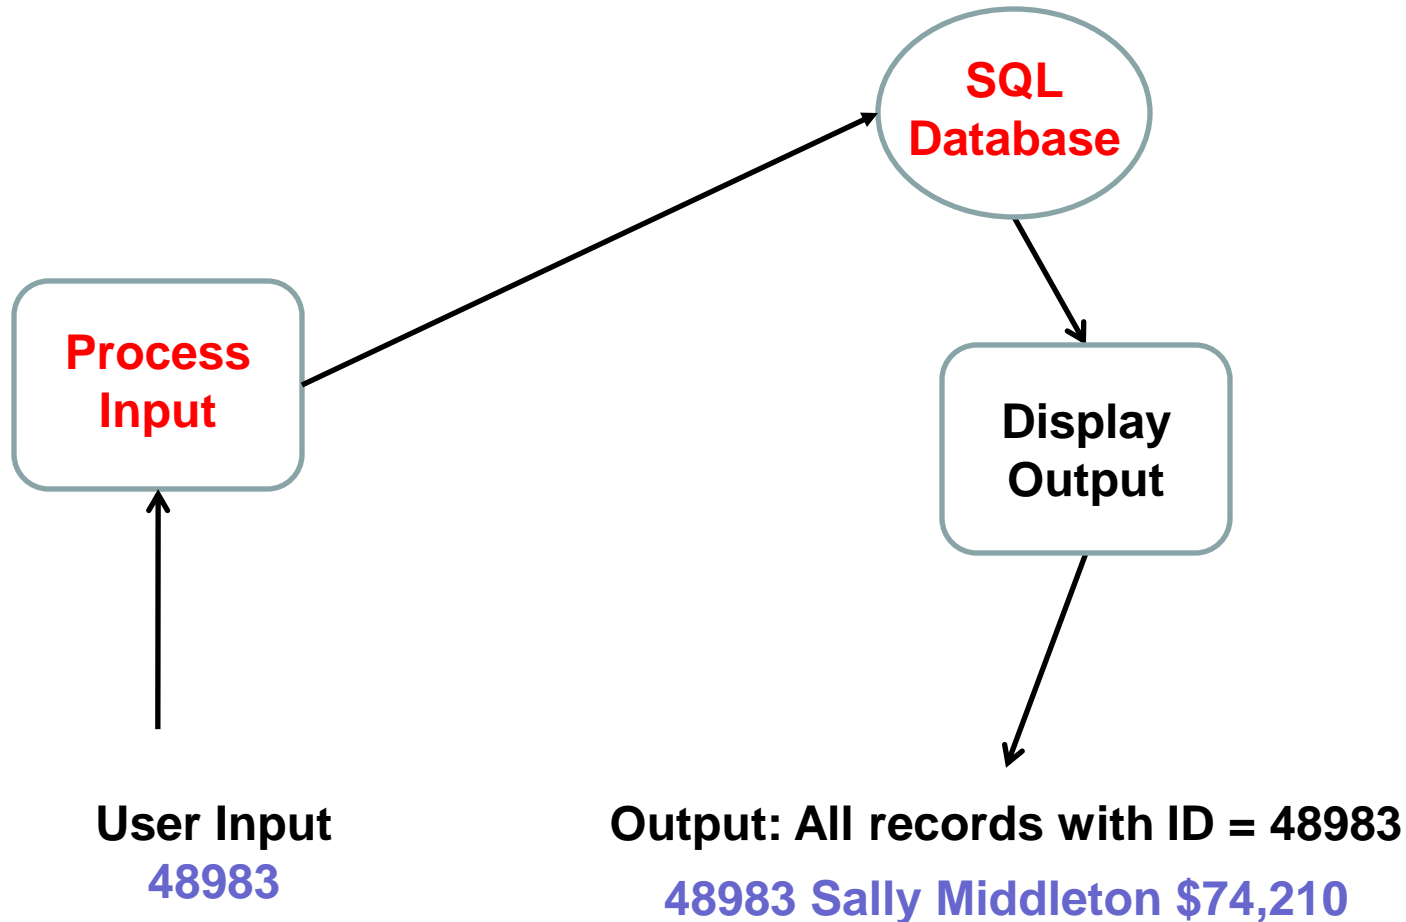 SQL
Database
Process
Input
Display
Output
User Input
48983
Output: All records with ID = 48983
48983 Sally Middleton $74,210